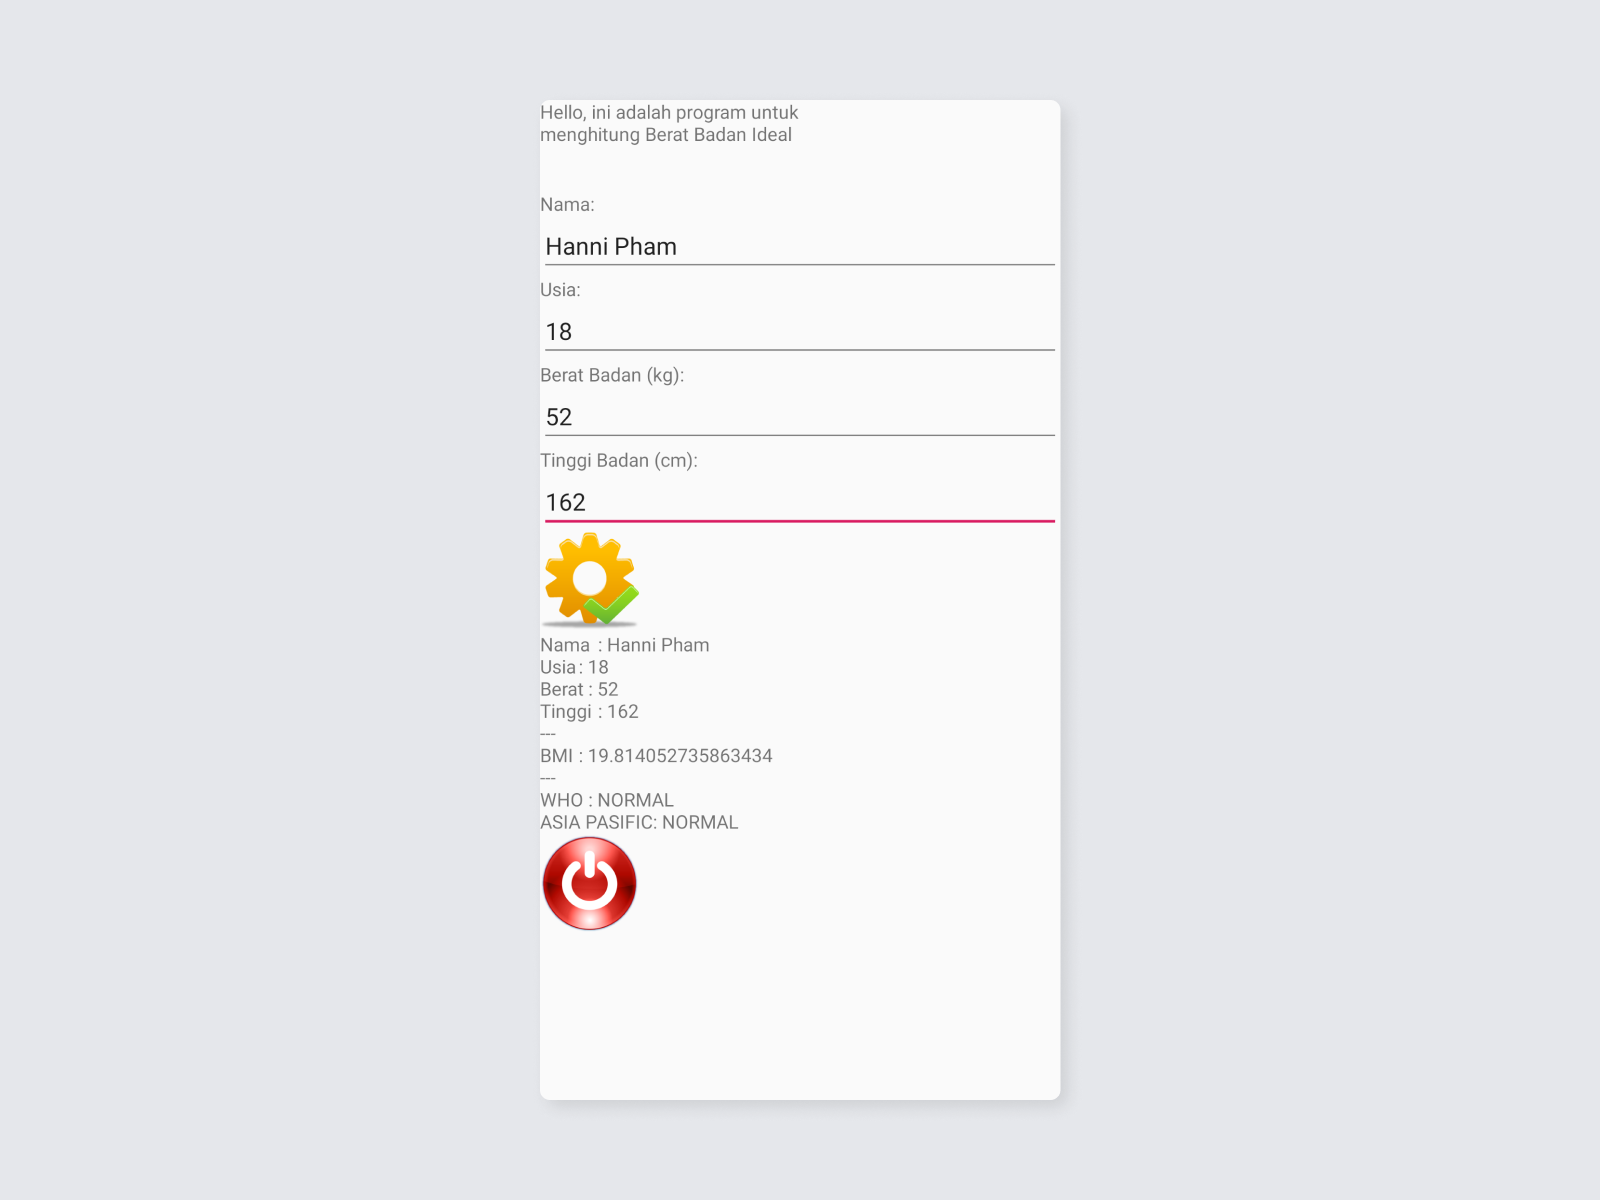 Hello, ini adalah program untuk
menghitung Berat Badan Ideal
Nama:
Hanni Pham
Usia:
18
Berat Badan (kg):
52
Tinggi Badan (cm):
162
Nama : Hanni Pham
Usia : 18
Berat : 52
Tinggi : 162
---
BMI : 19.814052735863434
---
WHO : NORMAL
ASIA PASIFIC: NORMAL